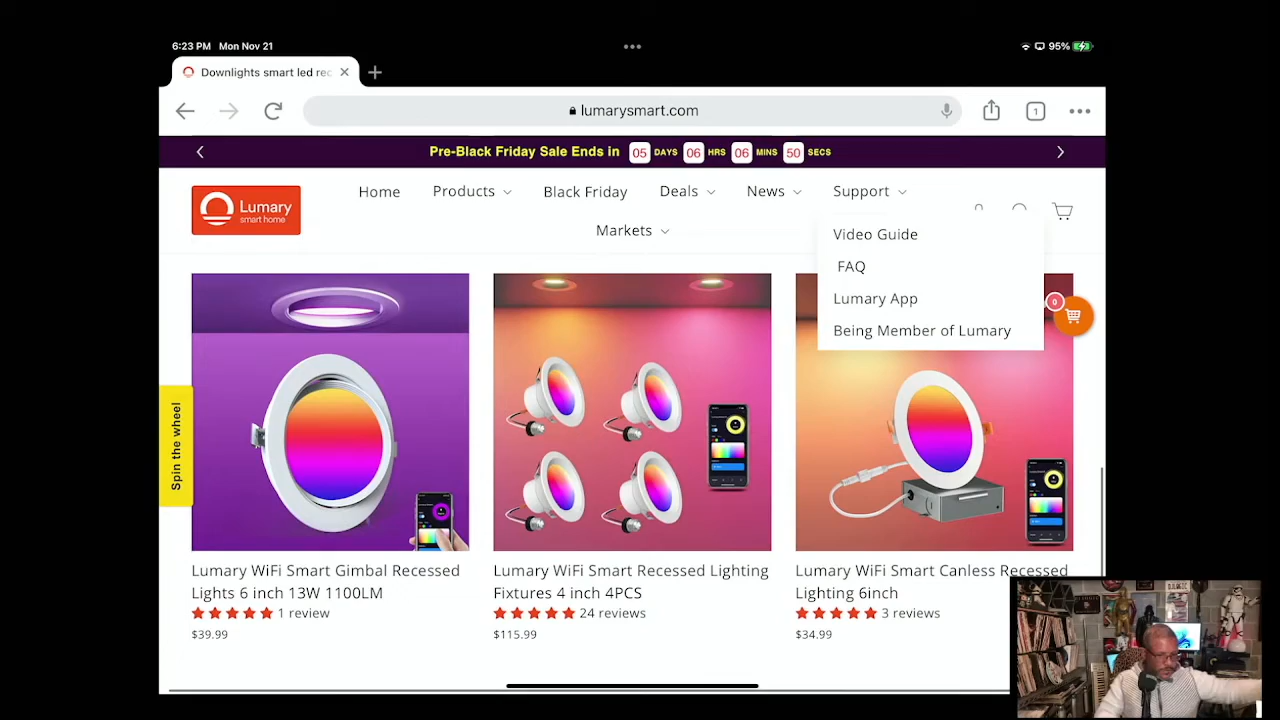 6:23 PM Mon Nov 21
95%
Downlights smart led rec
lumarysmart.com
1
Pre-Black Friday Sale Ends in 05 DAYS 06 HRS 06 MINS 50 SECS
Lumary
smart home
Home Products Black Friday Deals News Support
Markets
Video Guide
FAQ
Lumary App
Being Member of Lumary
0
Spin the wheel
Lumary WiFi Smart Gimbal Recessed
Lights 6 inch 13W 1100LM
1 review
$39.99
Lumary WiFi Smart Recessed Lighting
Fixtures 4 inch 4PCS
24 reviews
$115.99
Lumary WiFi Smart Canless Recessed
Lighting 6inch
3 reviews
$34.99